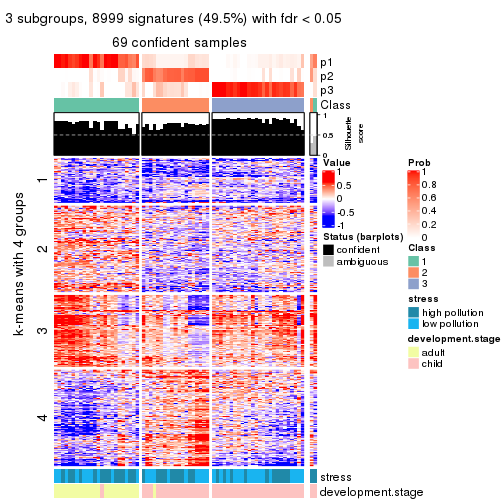 3 subgroups, 8999 signatures (49.5%) with fdr < 0.05
69 confident samples
p1
p2
p3
Class
1
0.5
0
Silhouette
score
k-means with 4 groups
1
2
3
4
stress
development.stage
Value
1
0.5
0
-0.5
-1
Status (barplots)
confident
ambiguous
Prob
1
0.8
0.6
0.4
0.2
0
Class
1
2
3
stress
high pollution
low pollution
development.stage
adult
child